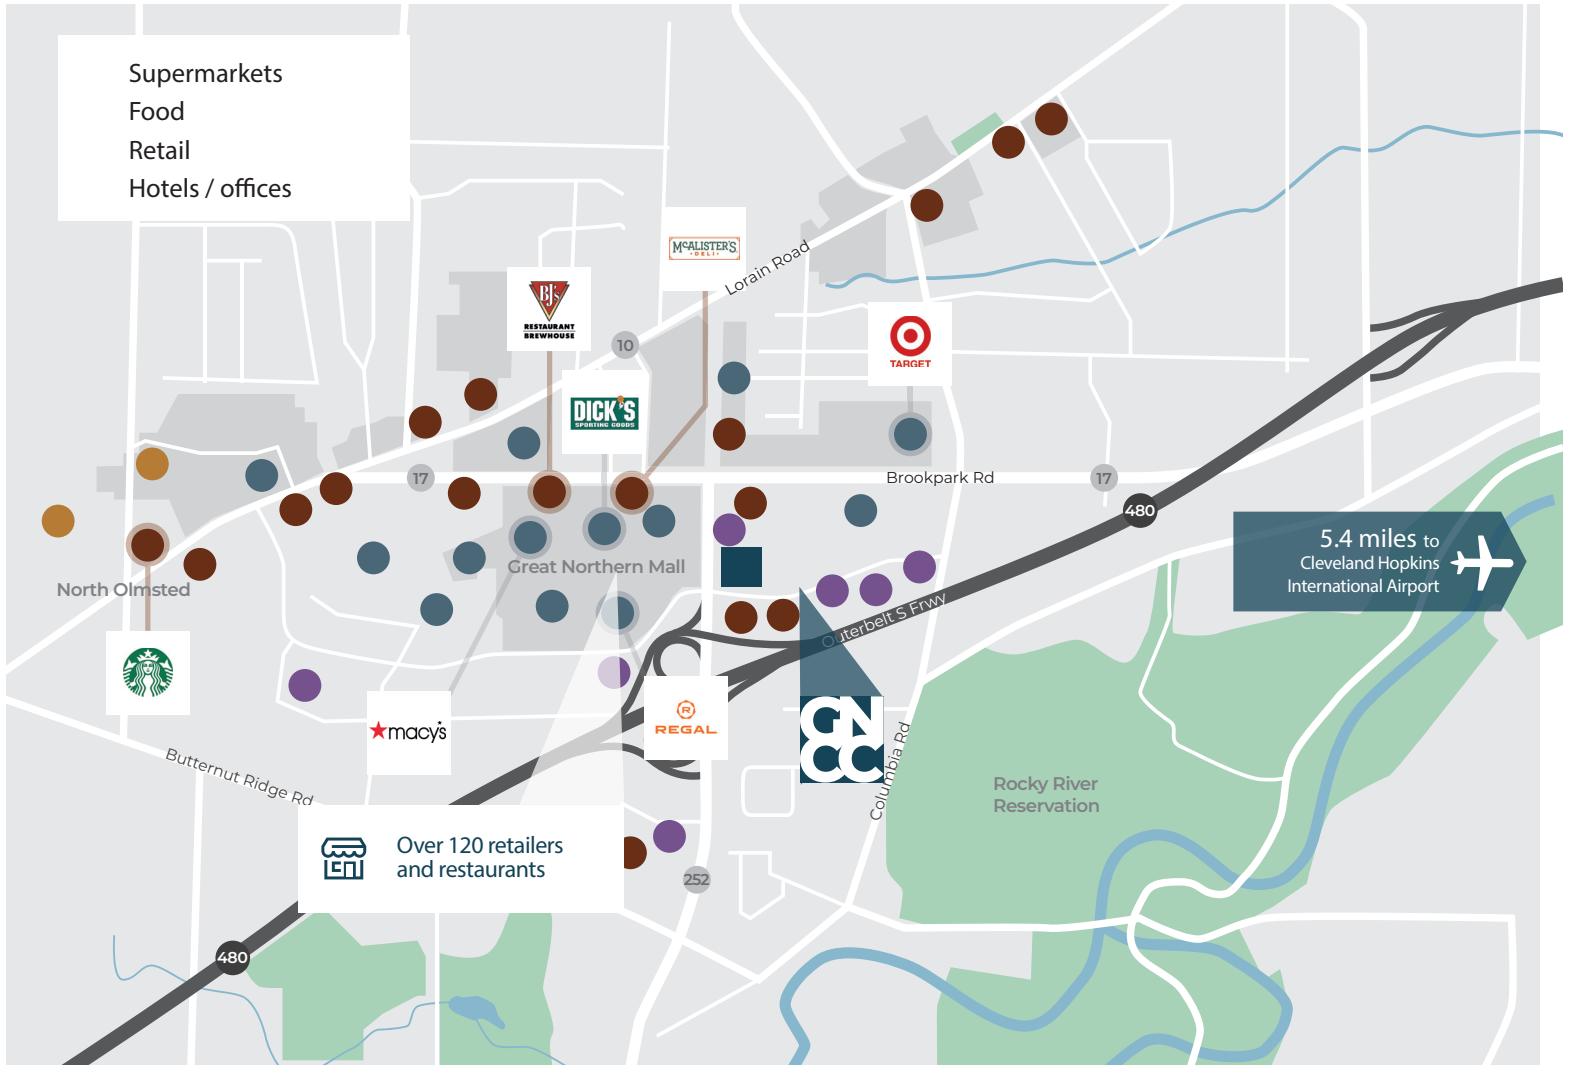 Supermarkets
Food
Retail
Hotels / offices
McALISTER'S
DELI
Lorain Road
BJ's
RESTAURANT
BREWHOUSE
10
TARGET
DICK'S
SPORTING GOODS
17
Brookpark Rd
17
480
5.4 miles to
Cleveland Hopkins
International Airport
Great Northern Mall
North Olmsted
Outerbelt S Frwy
macy's
R
REGAL
GN
CC
Columbia Rd
Butternut Ridge Rd
Rocky River
Reservation
Over 120 retailers
and restaurants
252
480